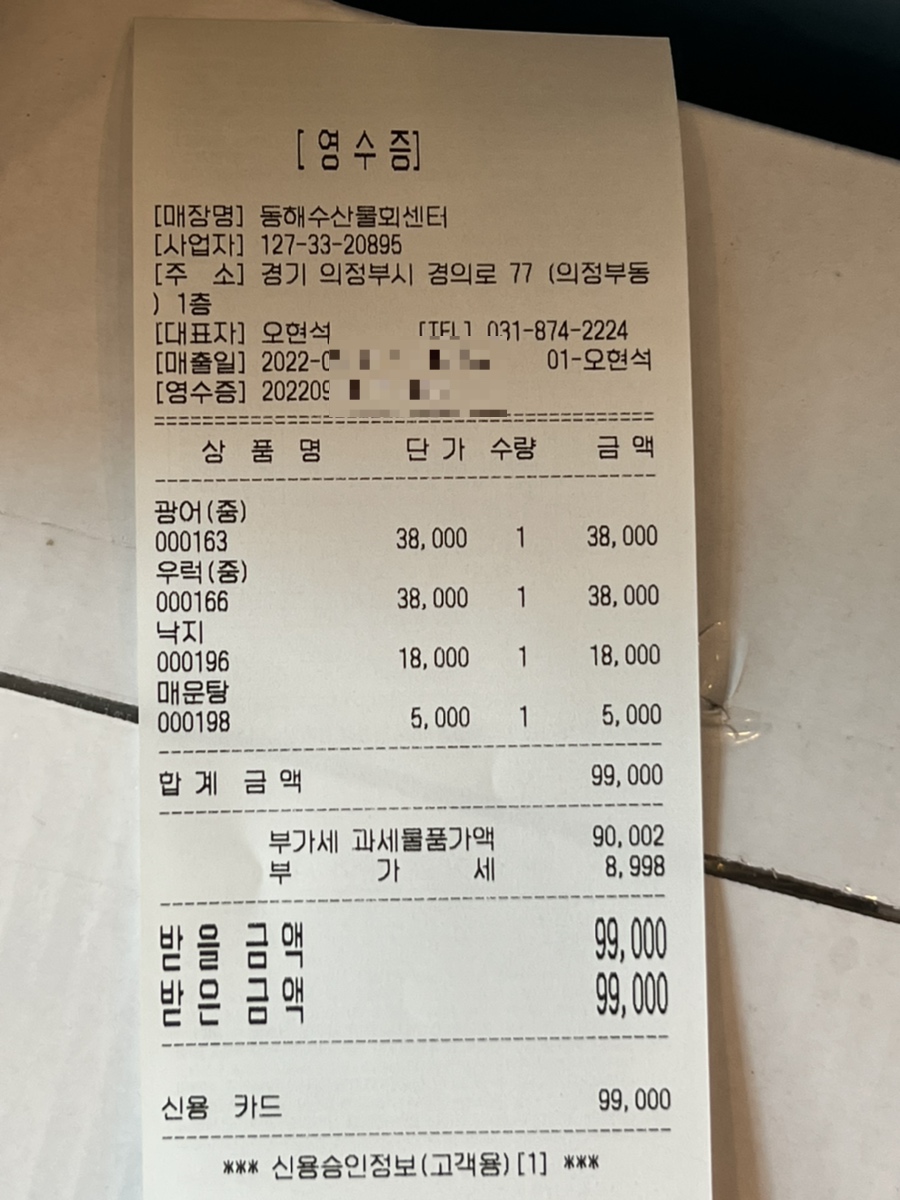 [ 영 수 증]
[매장명] 동해수산물회센터
[사업자] 127-33-20895
[주 소] 경기 의정부시 경의로 77 (의정부동
) 1층
[대표자] 오현석 [TEL] 031-874-2224
[매출일] 2022-0 01-오현석
[영수증] 202209
상 품 명 단 가 수량 금 액
광어(중)
000163 38,000 1 38,000
우럭(중)
000166 38,000 1 38,000
낙지
000196 18,000 1 18,000
매운탕
000198 5,000 1 5,000
합 계 금 액 99,000
부가세 과세물품가액 90,002
부 가 세 8,998
받 을 금 액 99,000
받 은 금 액 99,000
신용 카드 99,000
*** 신용승인정보(고객용)[1] ***